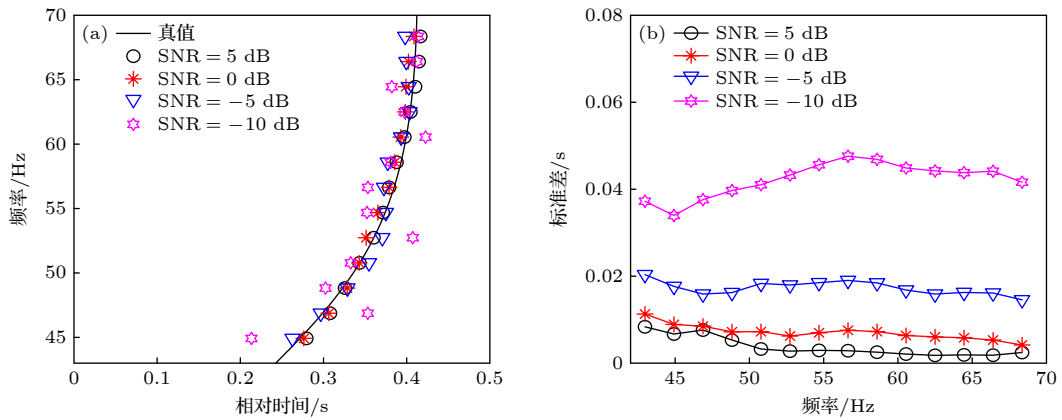 (a)
真值
SNR = 5 dB
SNR = 0 dB
SNR = −5 dB
SNR = −10 dB
70
65
60
55
50
45
频率/Hz
0
0.1
0.2
0.3
0.4
0.5
相对时间/s
(b)
SNR = 5 dB
SNR = 0 dB
SNR = −5 dB
SNR = −10 dB
0.08
0.06
0.04
0.02
0
标准差/s
45
50
55
60
65
70
频率/Hz